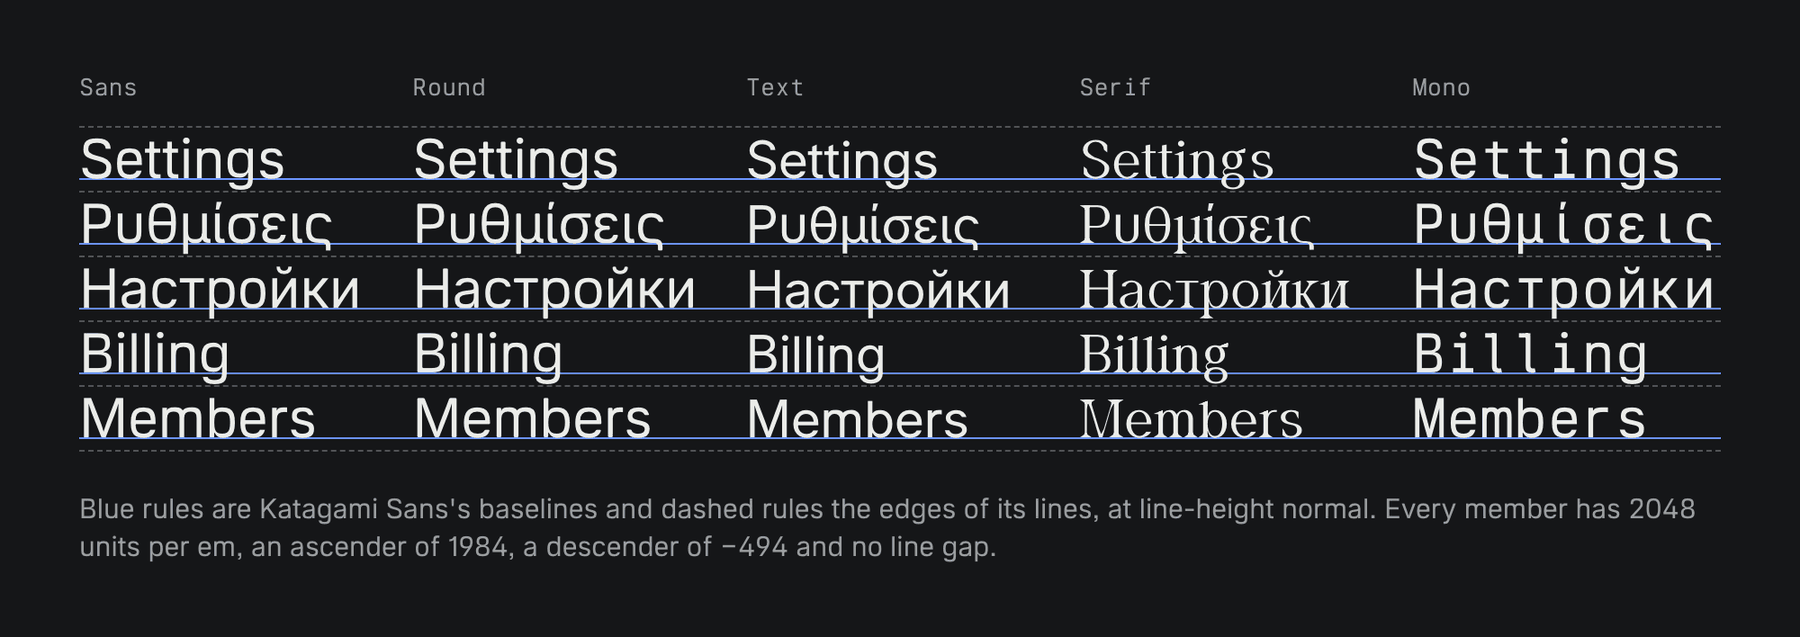 Sans Round Text Serif Mono
Settings Settings Settings Settings Settings
Ρυθμίσεις Ρυθμίσεις Ρυθμίσεις Ρυθμίσεις Ρυθμίσεις
Настройки Настройки Настройки Настройки Настройки
Billing Billing Billing Billing Billing
Members Members Members Members Members
Blue rules are Katagami Sans's baselines and dashed rules the edges of its lines, at line-height normal. Every member has 2048
units per em, an ascender of 1984, a descender of −494 and no line gap.